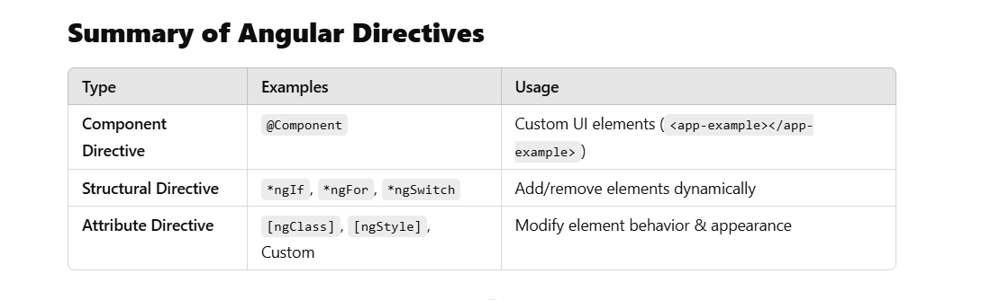 Summary of Angular Directives
Type Examples Usage
Component @Component Custom UI elements ( <app-example></app-
Directive example> )
Structural Directive *ngIf , *ngFor , *ngSwitch Add/remove elements dynamically
Attribute Directive [ngClass] , [ngStyle] , Modify element behavior & appearance
Custom